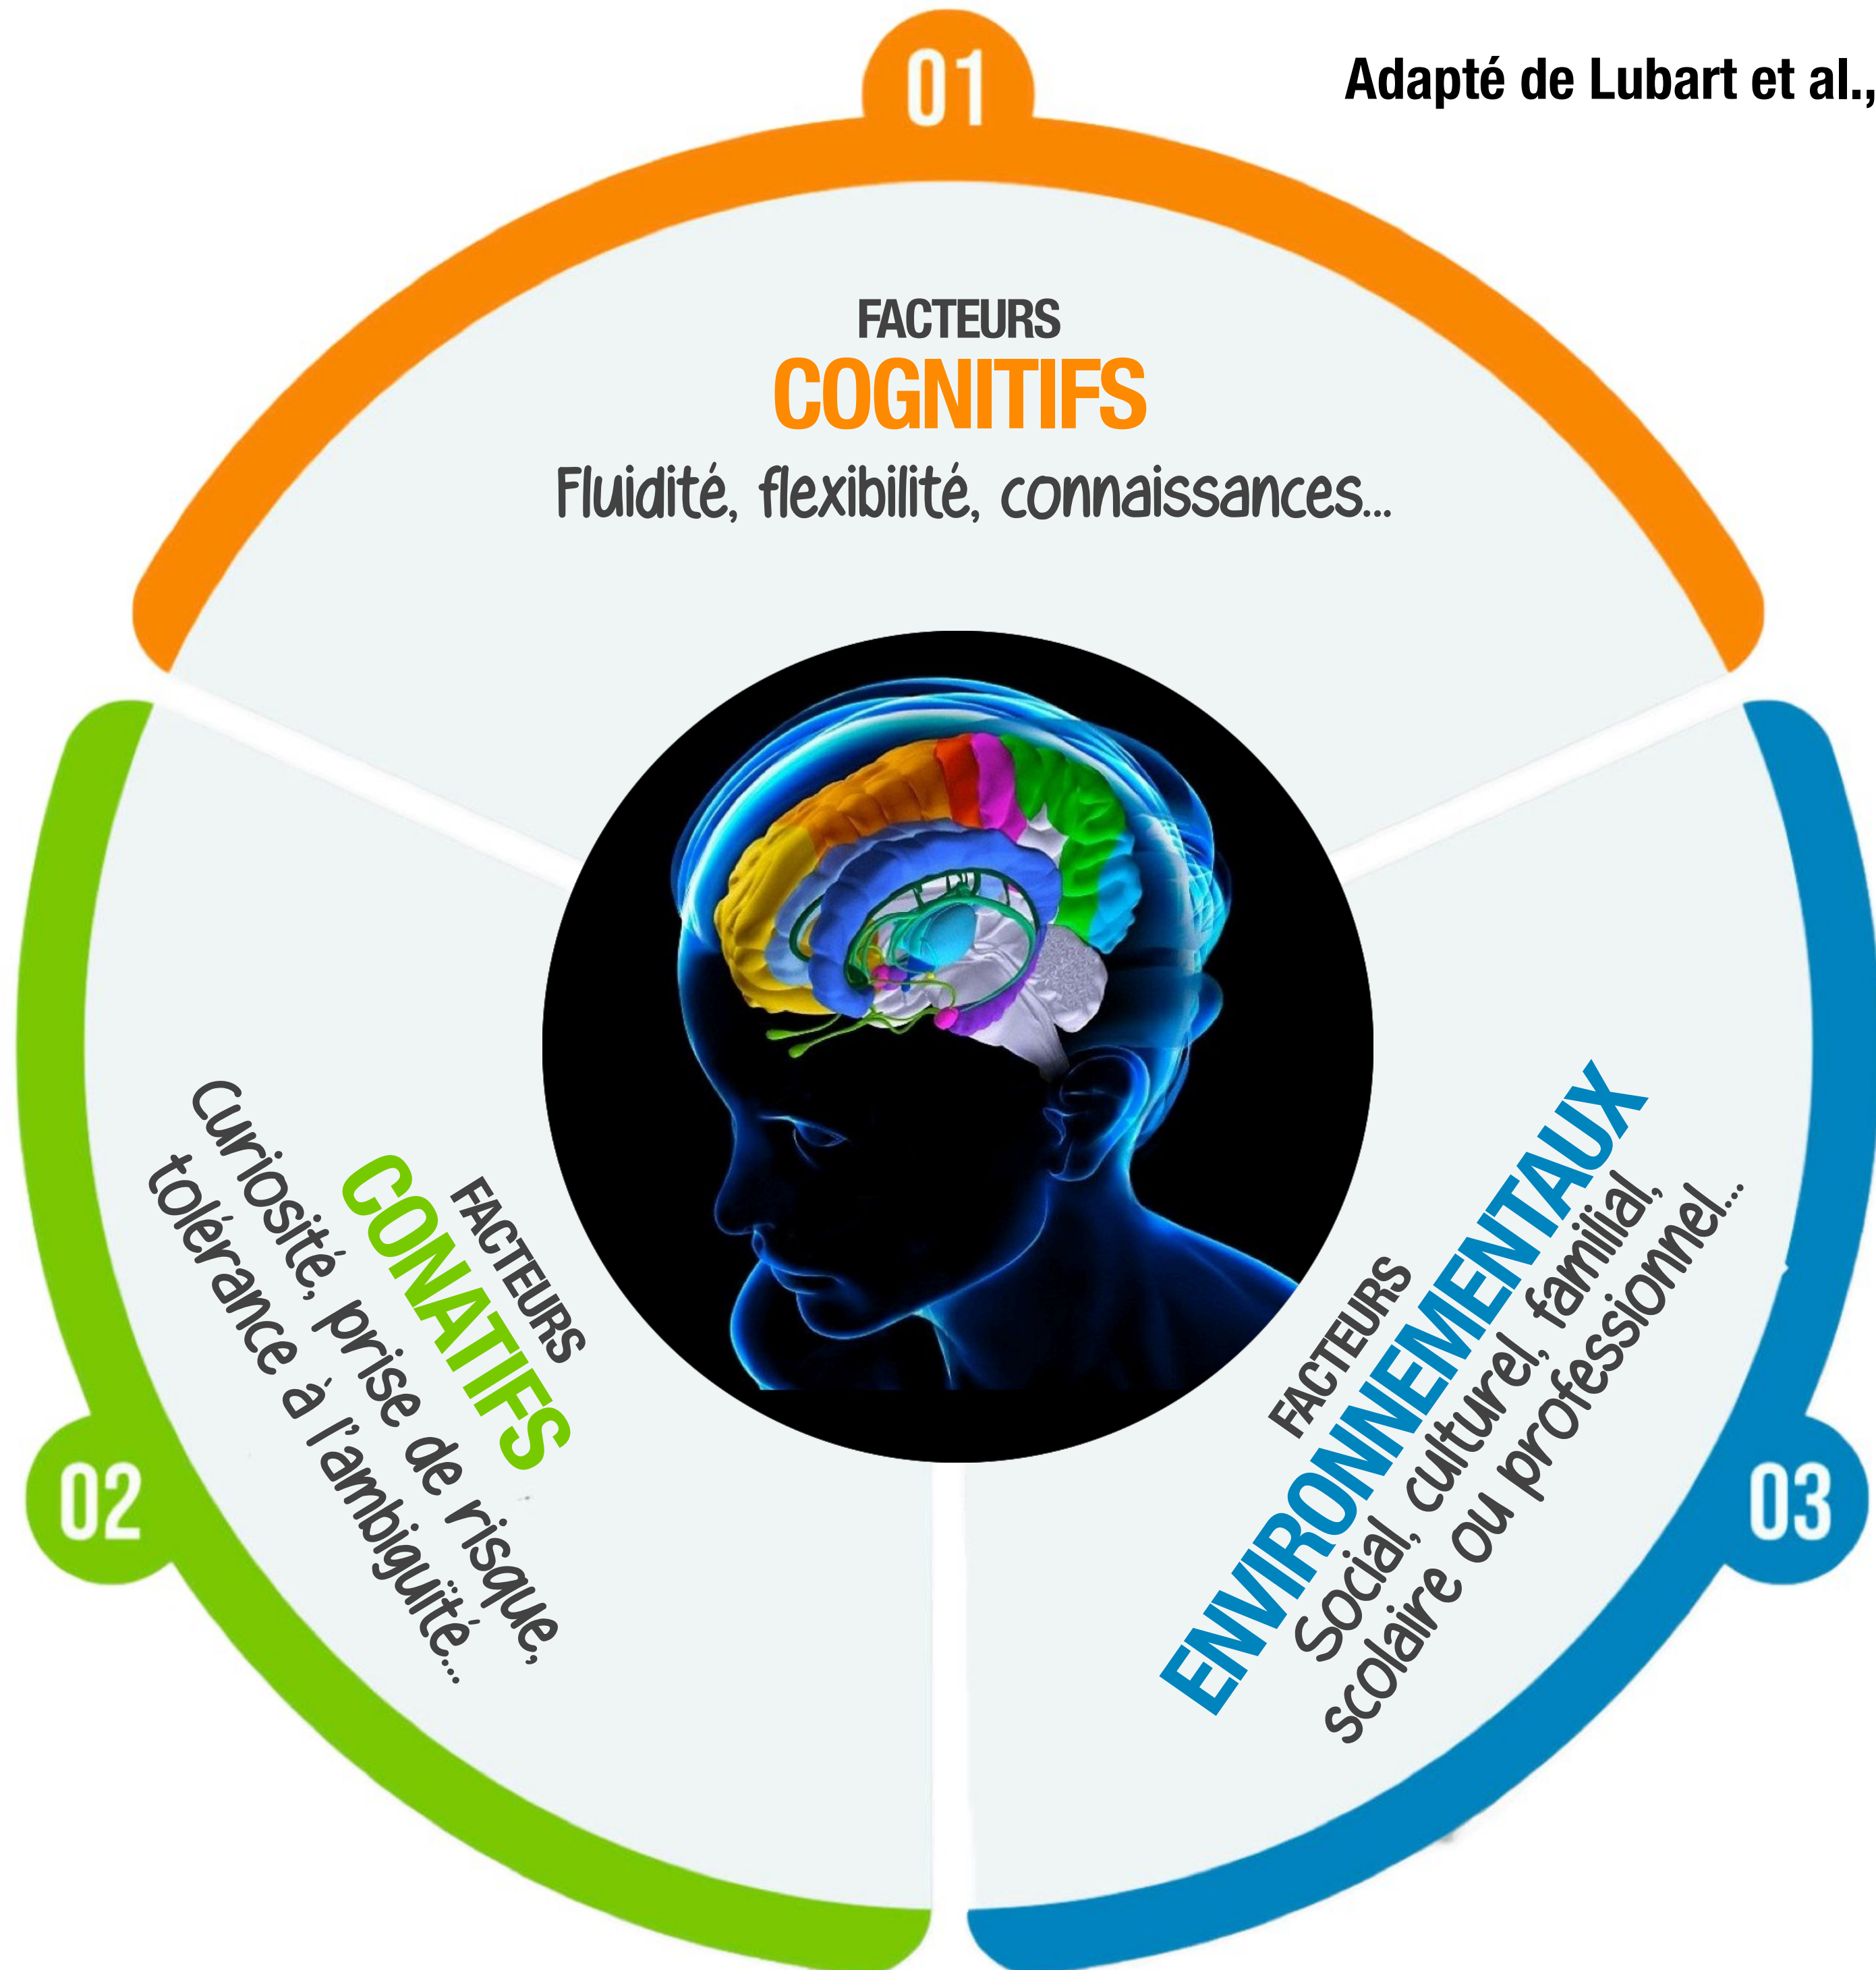 01
Adapté de Lubart et al.,
FACTEURS
COGNITIFS
Fluidité, flexibilité, connaissances...
02
FACTEURS
CONATIFS
Curiosité, prise de risque,
tolérance à l'ambiguïté...
03
FACTEURS
ENVIRONNEMENTAUX
Social, culturel, familial,
scolaire ou professionnel...